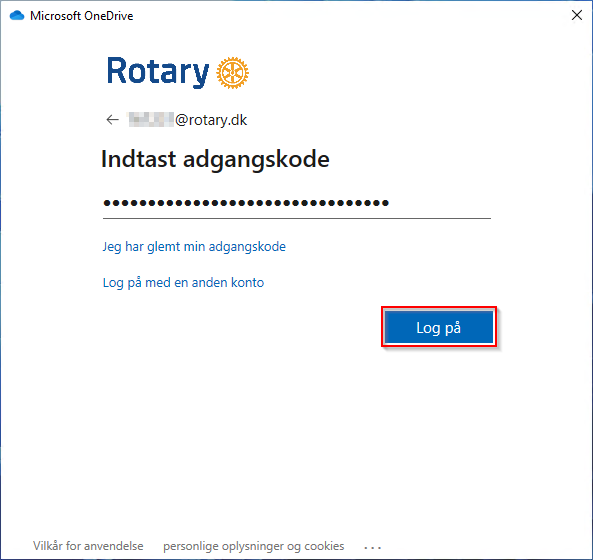 Microsoft OneDrive
Rotary
@rotary.dk
Indtast adgangskode
Jeg har glemt min adgangskode
Log på med en anden konto
Log på
Vilkår for anvendelse personlige oplysninger og cookies ...